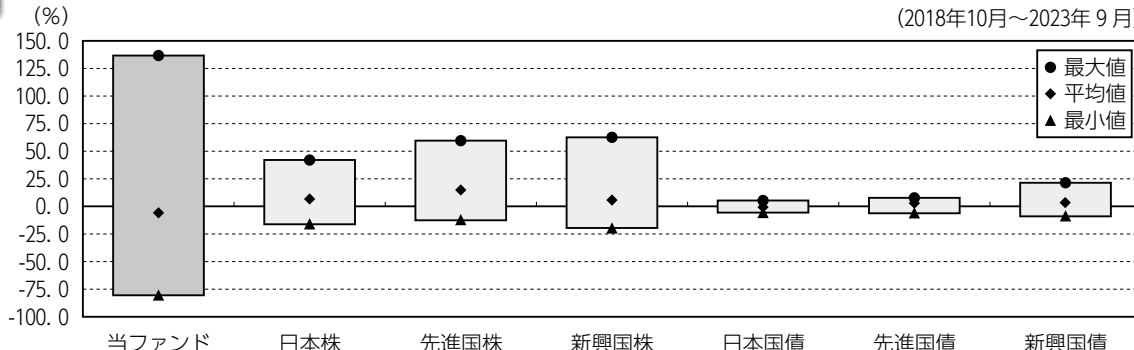 (%)
(2018年10月～2023年9月)
150.0
125.0
100.0
75.0
50.0
25.0
0.0
-25.0
-50.0
-75.0
-100.0
● 最大値
◆ 平均値
▲ 最小値
当ファンド 日本株 先進国株 新興国株 日本国債 先進国債 新興国債